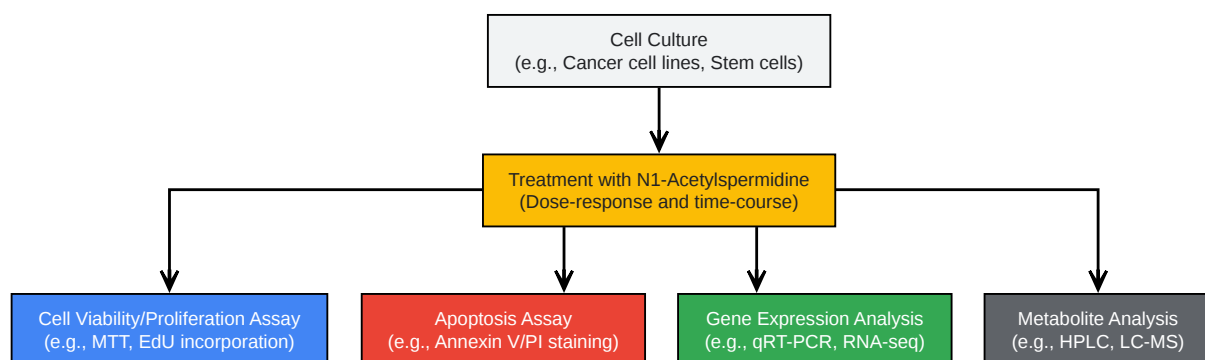 Cell Culture
(e.g., Cancer cell lines, Stem cells)
Treatment with N1-Acetylspermidine
(Dose-response and time-course)
Cell Viability/Proliferation Assay
(e.g., MTT, EdU incorporation)
Apoptosis Assay
(e.g., Annexin V/PI staining)
Gene Expression Analysis
(e.g., qRT-PCR, RNA-seq)
Metabolite Analysis
(e.g., HPLC, LC-MS)